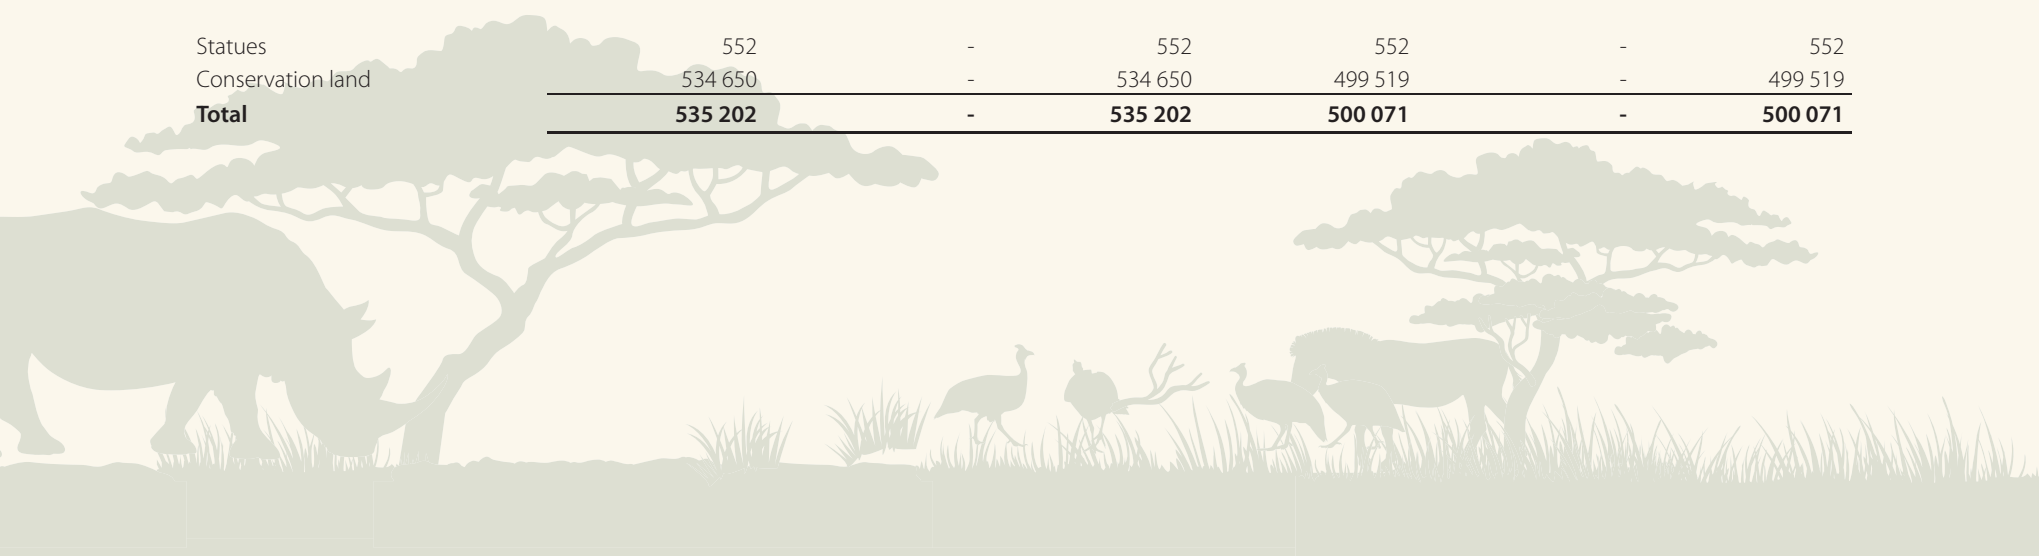 Statues 552 - 552 552 - 552
Conservation land 534 650 - 534 650 499 519 - 499 519
Total 535 202 - 535 202 500 071 - 500 071